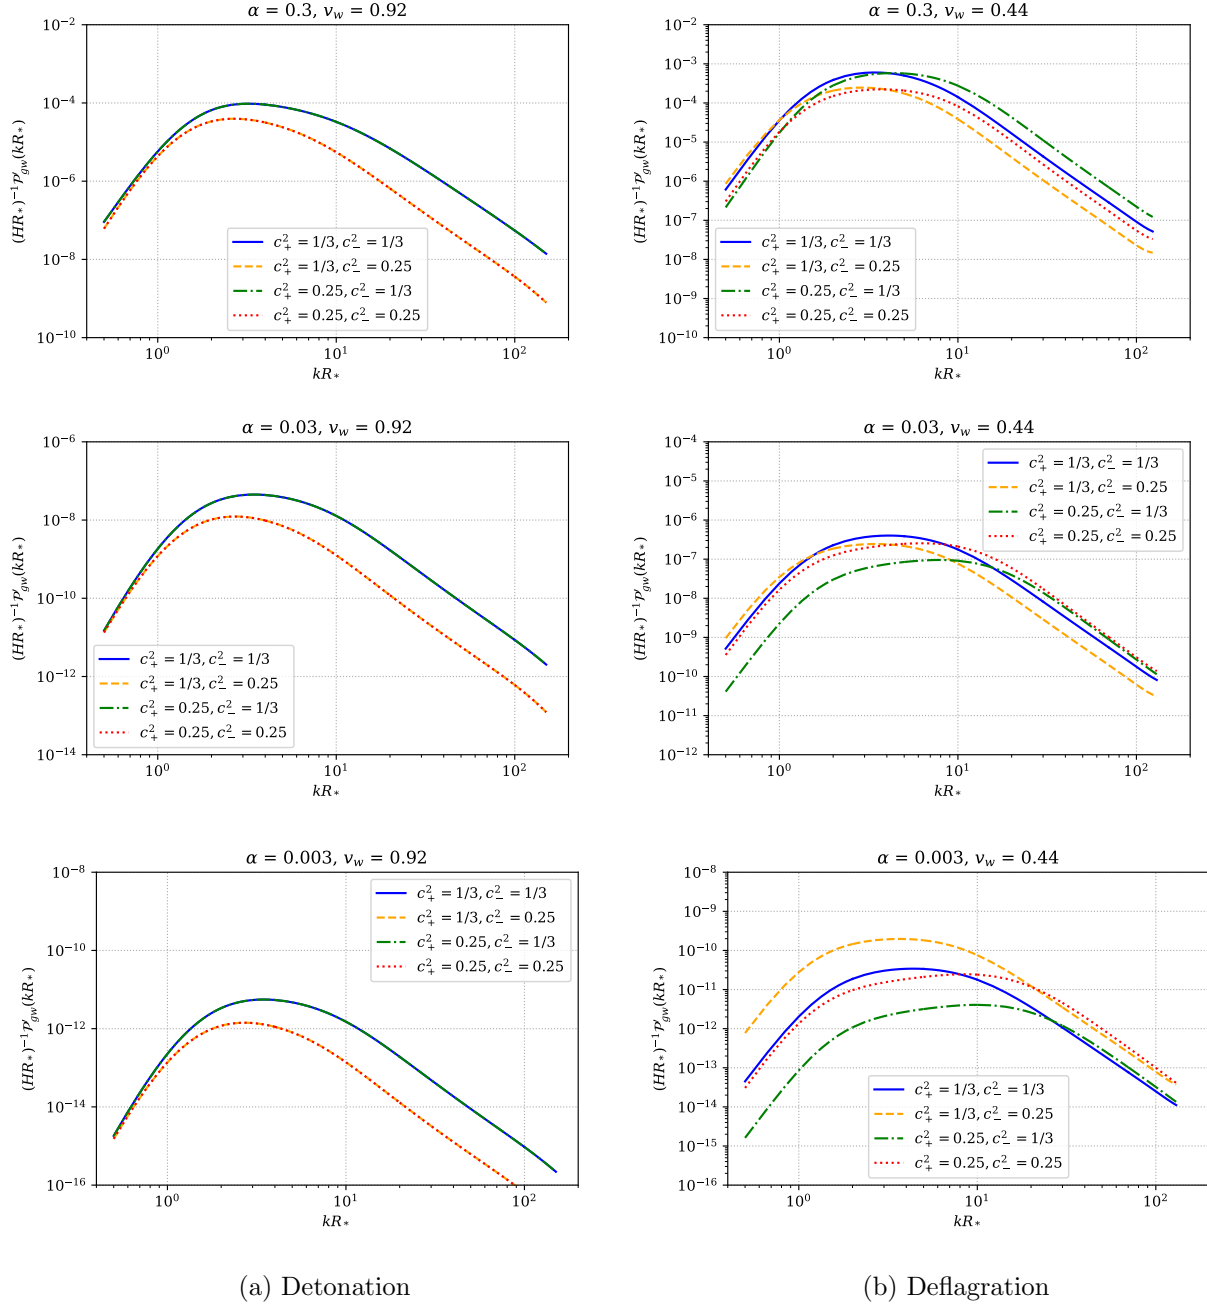 α = 0.3, v_w = 0.92
(HR_*)^{-1} 𝒫'_{gw}(kR_*)
10^{-2}
10^{-4}
10^{-6}
10^{-8}
10^{-10}
c_+^2 = 1/3, c_-^2 = 1/3
c_+^2 = 1/3, c_-^2 = 0.25
c_+^2 = 0.25, c_-^2 = 1/3
c_+^2 = 0.25, c_-^2 = 0.25
10^0 10^1 10^2
kR_*
α = 0.3, v_w = 0.44
(HR_*)^{-1} 𝒫'_{gw}(kR_*)
10^{-2}
10^{-3}
10^{-4}
10^{-5}
10^{-6}
10^{-7}
10^{-8}
10^{-9}
10^{-10}
c_+^2 = 1/3, c_-^2 = 1/3
c_+^2 = 1/3, c_-^2 = 0.25
c_+^2 = 0.25, c_-^2 = 1/3
c_+^2 = 0.25, c_-^2 = 0.25
10^0 10^1 10^2
kR_*
α = 0.03, v_w = 0.92
(HR_*)^{-1} 𝒫'_{gw}(kR_*)
10^{-6}
10^{-8}
10^{-10}
10^{-12}
10^{-14}
c_+^2 = 1/3, c_-^2 = 1/3
c_+^2 = 1/3, c_-^2 = 0.25
c_+^2 = 0.25, c_-^2 = 1/3
c_+^2 = 0.25, c_-^2 = 0.25
10^0 10^1 10^2
kR_*
α = 0.03, v_w = 0.44
(HR_*)^{-1} 𝒫'_{gw}(kR_*)
10^{-4}
10^{-5}
10^{-6}
10^{-7}
10^{-8}
10^{-9}
10^{-10}
10^{-11}
10^{-12}
c_+^2 = 1/3, c_-^2 = 1/3
c_+^2 = 1/3, c_-^2 = 0.25
c_+^2 = 0.25, c_-^2 = 1/3
c_+^2 = 0.25, c_-^2 = 0.25
10^0 10^1 10^2
kR_*
α = 0.003, v_w = 0.92
(HR_*)^{-1} 𝒫'_{gw}(kR_*)
10^{-8}
10^{-10}
10^{-12}
10^{-14}
10^{-16}
c_+^2 = 1/3, c_-^2 = 1/3
c_+^2 = 1/3, c_-^2 = 0.25
c_+^2 = 0.25, c_-^2 = 1/3
c_+^2 = 0.25, c_-^2 = 0.25
10^0 10^1 10^2
kR_*
α = 0.003, v_w = 0.44
(HR_*)^{-1} 𝒫'_{gw}(kR_*)
10^{-8}
10^{-9}
10^{-10}
10^{-11}
10^{-12}
10^{-13}
10^{-14}
10^{-15}
10^{-16}
c_+^2 = 1/3, c_-^2 = 1/3
c_+^2 = 1/3, c_-^2 = 0.25
c_+^2 = 0.25, c_-^2 = 1/3
c_+^2 = 0.25, c_-^2 = 0.25
10^0 10^1 10^2
kR_*
(a) Detonation
(b) Deflagration